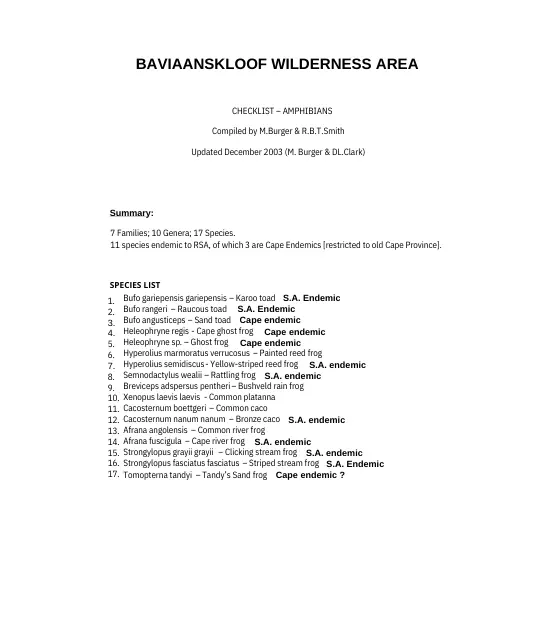 BAVIAANSKLOOF WILDERNESS AREA
CHECKLIST – AMPHIBIANS
Compiled by M.Burger & R.B.T.Smith
Updated December 2003 (M. Burger & DL.Clark)
Summary:
7 Families; 10 Genera; 17 Species.
11 species endemic to RSA, of which 3 are Cape Endemics [restricted to old Cape Province].
SPECIES LIST
1. Bufo gariepensis gariepensis – Karoo toad S.A. Endemic
2. Bufo rangeri – Raucous toad S.A. Endemic
3. Bufo angusticeps – Sand toad Cape endemic
4. Heleophryne regis - Cape ghost frog Cape endemic
5. Heleophryne sp. – Ghost frog Cape endemic
6. Hyperolius marmoratus verrucosus – Painted reed frog
7. Hyperolius semidiscus - Yellow-striped reed frog S.A. endemic
8. Semnodactylus wealii – Rattling frog S.A. endemic
9. Breviceps adspersus pentheri – Bushveld rain frog
10. Xenopus laevis laevis - Common platanna
11. Cacosternum boettgeri – Common caco
12. Cacosternum nanum nanum – Bronze caco S.A. endemic
13. Afrana angolensis – Common river frog
14. Afrana fuscigula – Cape river frog S.A. endemic
15. Strongylopus grayii grayii - Clicking stream frog S.A. endemic
16. Strongylopus fasciatus fasciatus – Striped stream frog S.A. Endemic
17. Tomopterna tandyi – Tandy's Sand frog Cape endemic ?